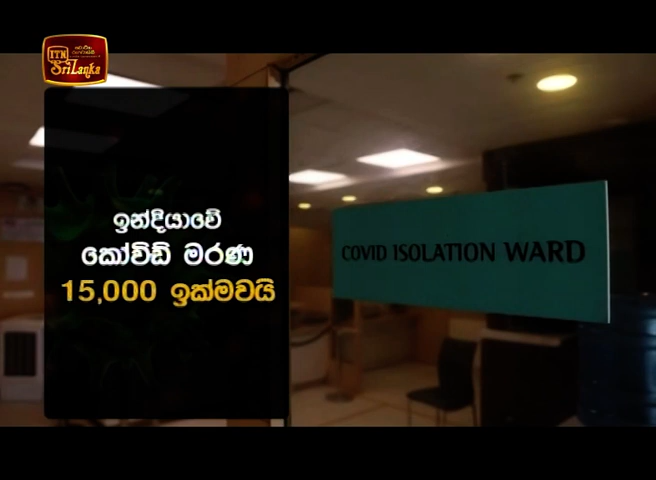 ITN
Sri Lanka
ඉන්දියාවේ
කෝවිඩ් මරණ
15,000 ඉක්මවයි
COVID ISOLATION WARD